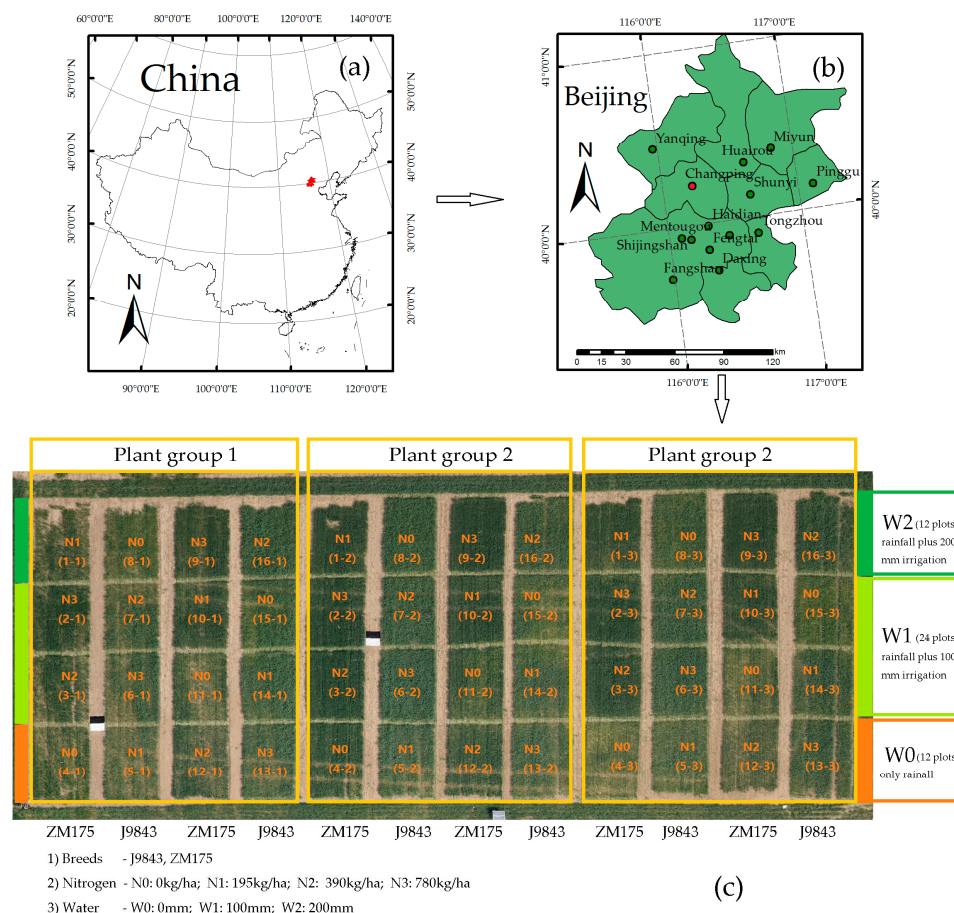 60°0'0"E 80°0'0"E 100°0'0"E 120°0'0"E 140°0'0"E
China
(a)
50°0'0"N
40°0'0"N
30°0'0"N
20°0'0"N
50°0'0"N
40°0'0"N
30°0'0"N
20°0'0"N
N
90°0'0"E 100°0'0"E 110°0'0"E 120°0'0"E
116°0'0"E 117°0'0"E
(b)
Beijing
41°0'0"N
40°0'0"N
40°0'0"N
N
Yanqing
Miyun
Huairou
Changping
Pinggu
Shunyi
Haidian
Tongzhou
Mentougou
Shijingshan
Fengtai
Daxing
Fangshan
km
0 15 30 60 90 120
116°0'0"E 117°0'0"E
Plant group 1 Plant group 2 Plant group 2
N1 N0 N3 N2 N1 N0 N3 N2 N1 N0 N3 N2
(1-1) (8-1) (9-1) (16-1) (1-2) (8-2) (9-2) (16-2) (1-3) (8-3) (9-3) (16-3)
N3 N2 N1 N0 N3 N2 N1 N0 N3 N2 N1 N0
(2-1) (7-1) (10-1) (15-1) (2-2) (7-2) (10-2) (15-2) (2-3) (7-3) (10-3) (15-3)
N2 N3 N0 N1 N2 N3 N0 N1 N2 N3 N0 N1
(3-1) (6-1) (11-1) (14-1) (3-2) (6-2) (11-2) (14-2) (3-3) (6-3) (11-3) (14-3)
N0 N1 N2 N3 N0 N1 N2 N3 N0 N1 N2 N3
(4-1) (5-1) (12-1) (13-1) (4-2) (5-2) (12-2) (13-2) (4-3) (5-3) (12-3) (13-3)
W2 (12 plots
rainfall plus 200
mm irrigation
W1 (24 plots
rainfall plus 100
mm irrigation
W0 (12 plots
only rainall
ZM175 J9843 ZM175 J9843 ZM175 J9843 ZM175 J9843 ZM175 J9843 ZM175 J9843
1) Breeds - J9843, ZM175
2) Nitrogen - N0: 0kg/ha; N1: 195kg/ha; N2: 390kg/ha; N3: 780kg/ha
3) Water - W0: 0mm; W1: 100mm; W2: 200mm
(c)